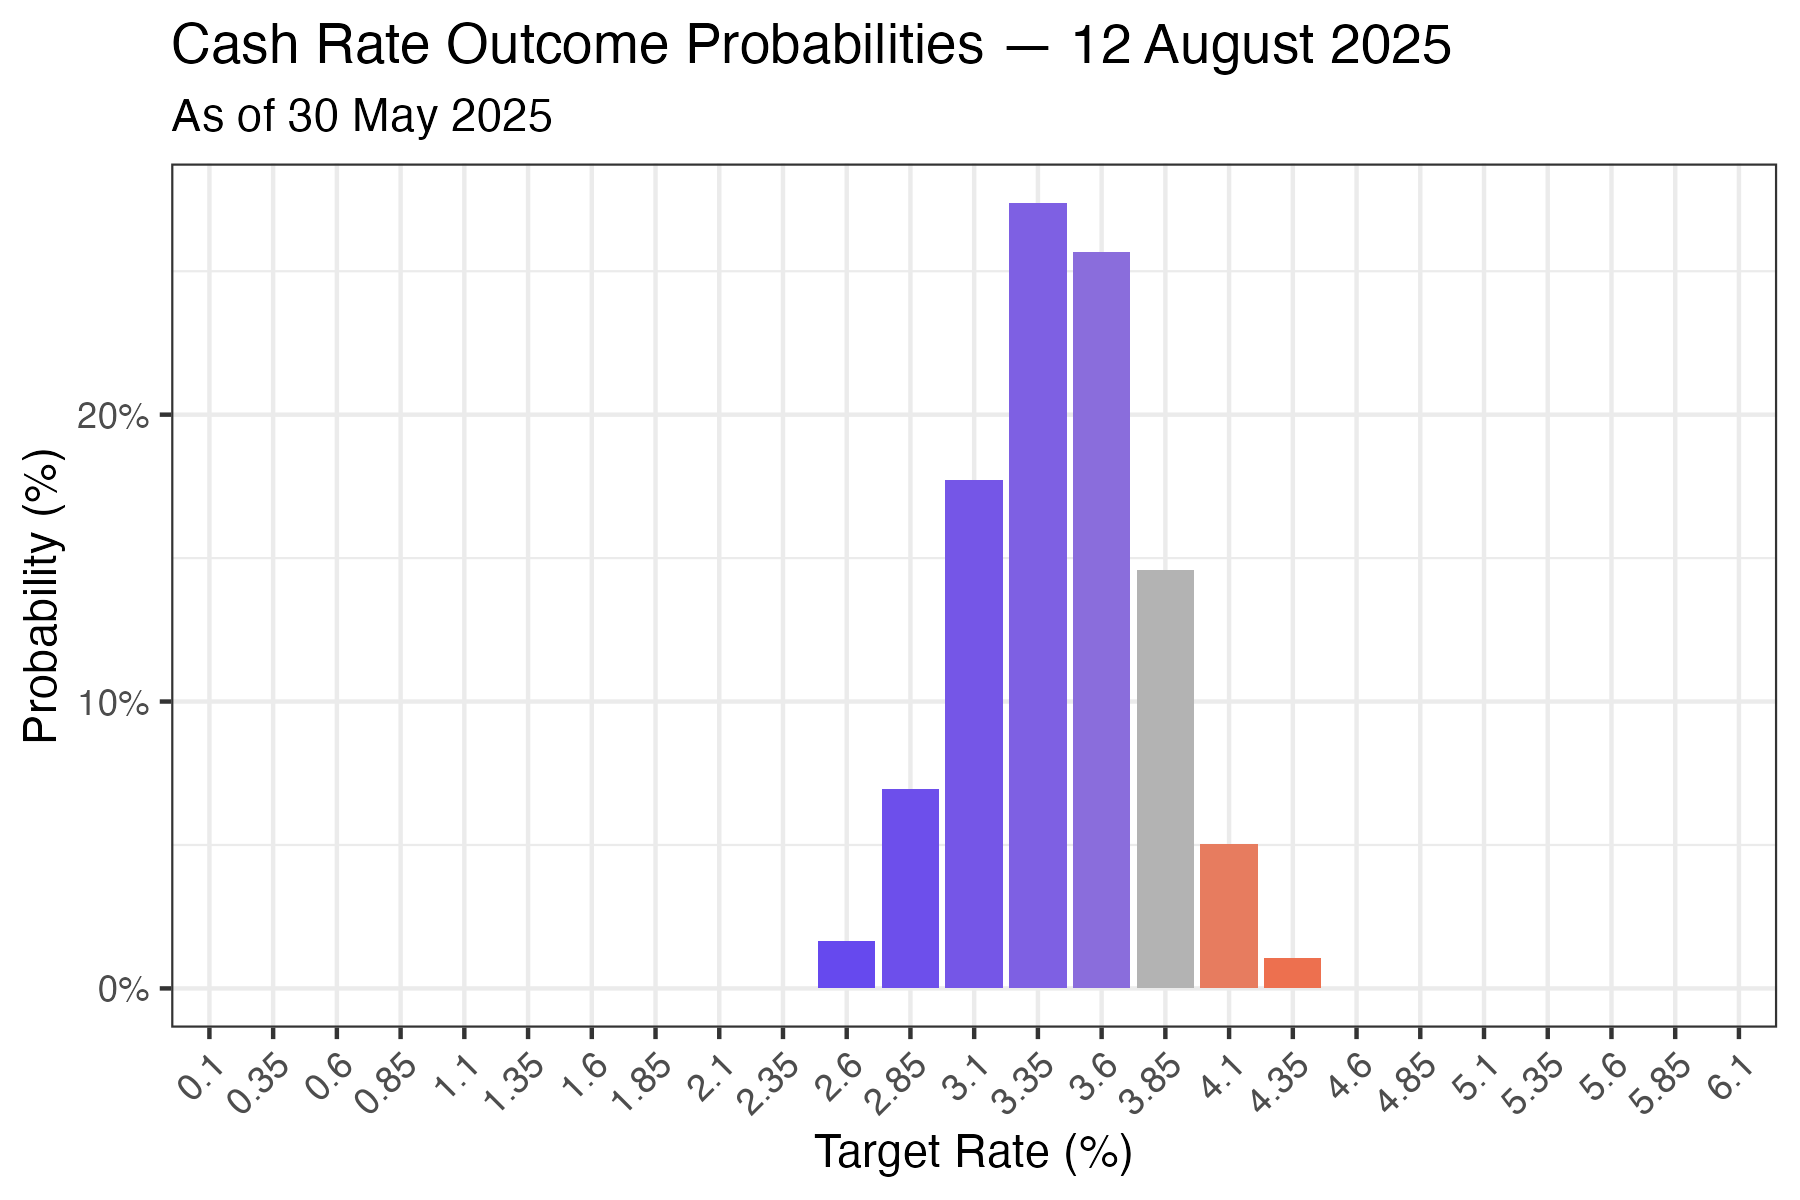 Cash Rate Outcome Probabilities — 12 August 2025
As of 30 May 2025
Probability (%)
20%
10%
0%
0.1 0.35 0.6 0.85 1.1 1.35 1.6 1.85 2.1 2.35 2.6 2.85 3.1 3.35 3.6 3.85 4.1 4.35 4.6 4.85 5.1 5.35 5.6 5.85 6.1
Target Rate (%)